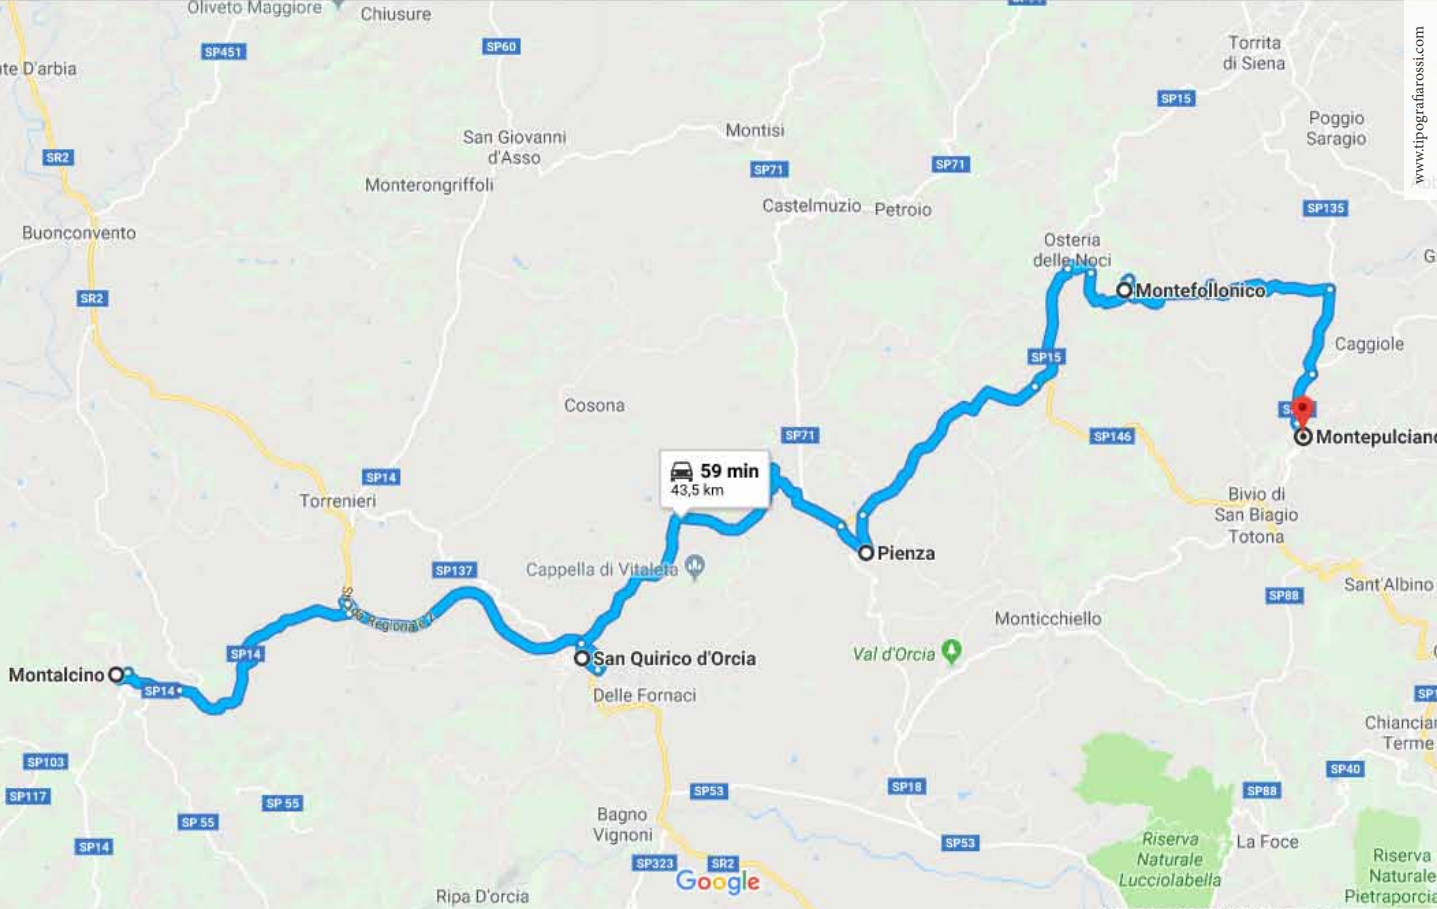 Oliveto Maggiore
Chiusure
SP451
SP60
te D'arbia
Torrita
di Siena
www.tipografiarossi.com
SP15
Poggio
Saragio
San Giovanni
d'Asso
Montisi
SR2
SP71
SP71
Monterongriffoli
Castelmuzio
Petroio
SP135
Buonconvento
Osteria
delle Noci
SR2
Montefollonico
SP15
Caggiole
Cosona
SP71
SP146
Montepulciano
59 min
43,5 km
SP14
Torrenieri
Bivio di
San Biagio
Totona
Pienza
SP137
Cappella di Vitaleta
Sant'Albino
SP88
Regionale 2
Monticchiello
SP14
San Quirico d'Orcia
Val d'Orcia
Montalcino
SP14
Delle Fornaci
Chiancian
Terme
SP103
SP40
SP117
SP 55
SP53
SP18
SP88
SP 55
Bagno
Vignoni
SP14
SP53
Riserva
Naturale
Lucciolabella
La Foce
SP323
SR2
Riserva
Naturale
Pietraporcia
Google
Ripa D'orcia